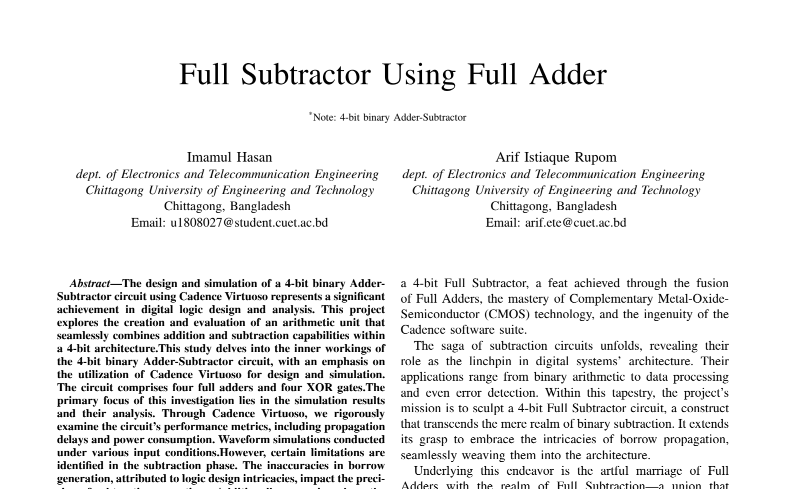 Full Subtractor Using Full Adder
*Note: 4-bit binary Adder-Subtractor
Imamul Hasan
dept. of Electronics and Telecommunication Engineering
Chittagong University of Engineering and Technology
Chittagong, Bangladesh
Email: u1808027@student.cuet.ac.bd
Arif Istiaque Rupom
dept. of Electronics and Telecommunication Engineering
Chittagong University of Engineering and Technology
Chittagong, Bangladesh
Email: arif.ete@cuet.ac.bd
Abstract—The design and simulation of a 4-bit binary Adder-
Subtractor circuit using Cadence Virtuoso represents a significant
achievement in digital logic design and analysis. This project
explores the creation and evaluation of an arithmetic unit that
seamlessly combines addition and subtraction capabilities within
a 4-bit architecture.This study delves into the inner workings of
the 4-bit binary Adder-Subtractor circuit, with an emphasis on
the utilization of Cadence Virtuoso for design and simulation.
The circuit comprises four full adders and four XOR gates.The
primary focus of this investigation lies in the simulation results
and their analysis. Through Cadence Virtuoso, we rigorously
examine the circuit's performance metrics, including propagation
delays and power consumption. Waveform simulations conducted
under various input conditions.However, certain limitations are
identified in the subtraction phase. The inaccuracies in borrow
generation, attributed to logic design intricacies, impact the preci-
a 4-bit Full Subtractor, a feat achieved through the fusion
of Full Adders, the mastery of Complementary Metal-Oxide-
Semiconductor (CMOS) technology, and the ingenuity of the
Cadence software suite.
The saga of subtraction circuits unfolds, revealing their
role as the linchpin in digital systems' architecture. Their
applications range from binary arithmetic to data processing
and even error detection. Within this tapestry, the project's
mission is to sculpt a 4-bit Full Subtractor circuit, a construct
that transcends the mere realm of binary subtraction. It extends
its grasp to embrace the intricacies of borrow propagation,
seamlessly weaving them into the architecture.
Underlying this endeavor is the artful marriage of Full
Adders with the realm of Full Subtraction—a union that